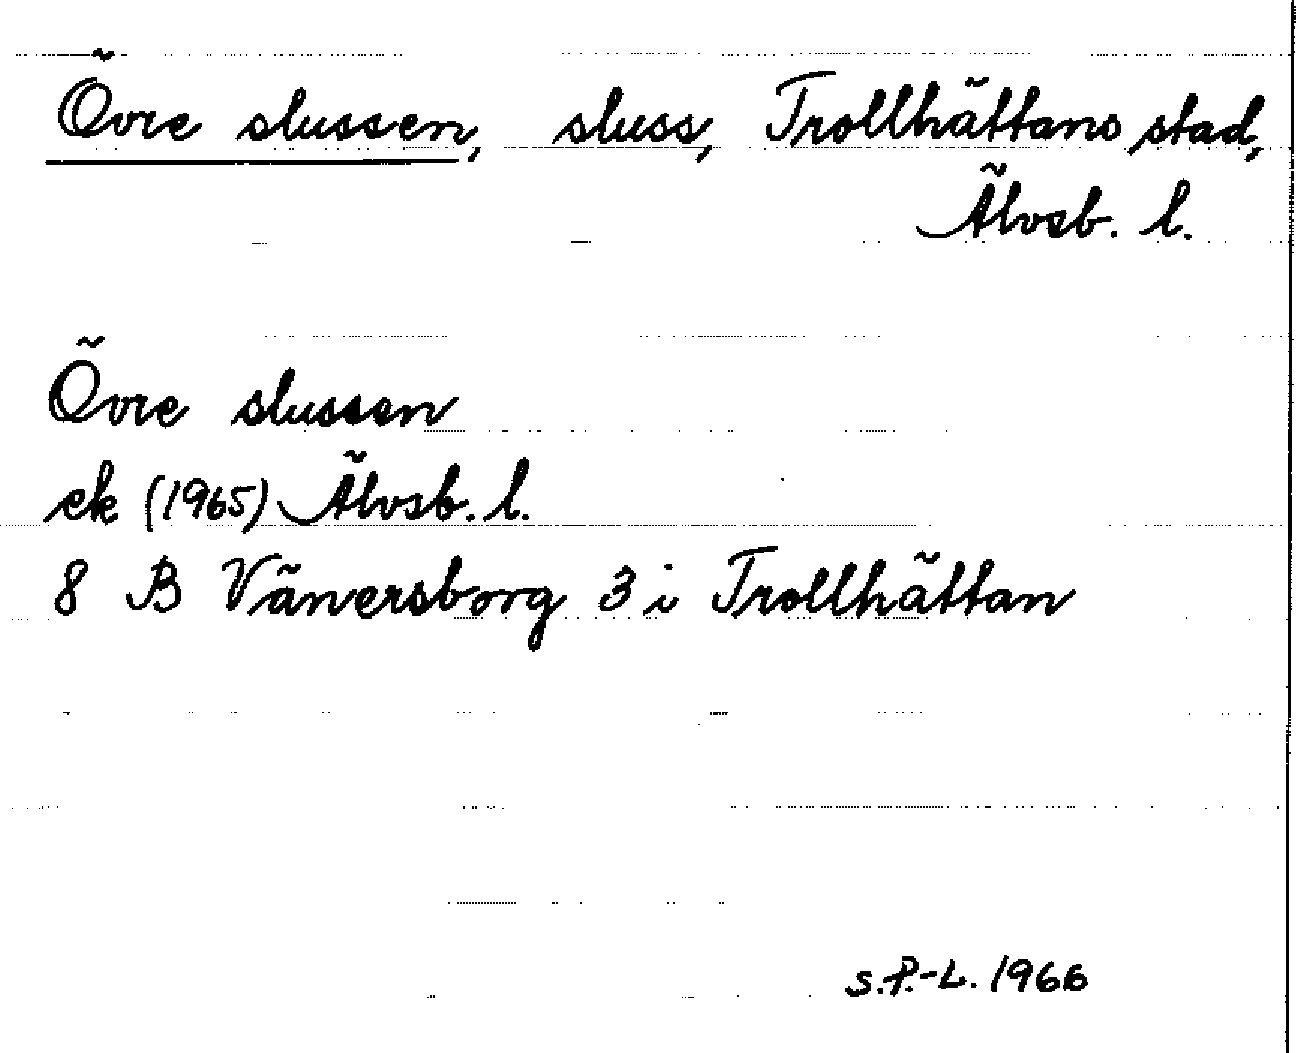 Övre slussen, sluss, Trollhättans stad,
Älvsb. l.
Övre slussen
ek (1965) Älvsb. l.
8 B Vänersborg 3 i Trollhättan
S.P.-L. 1966